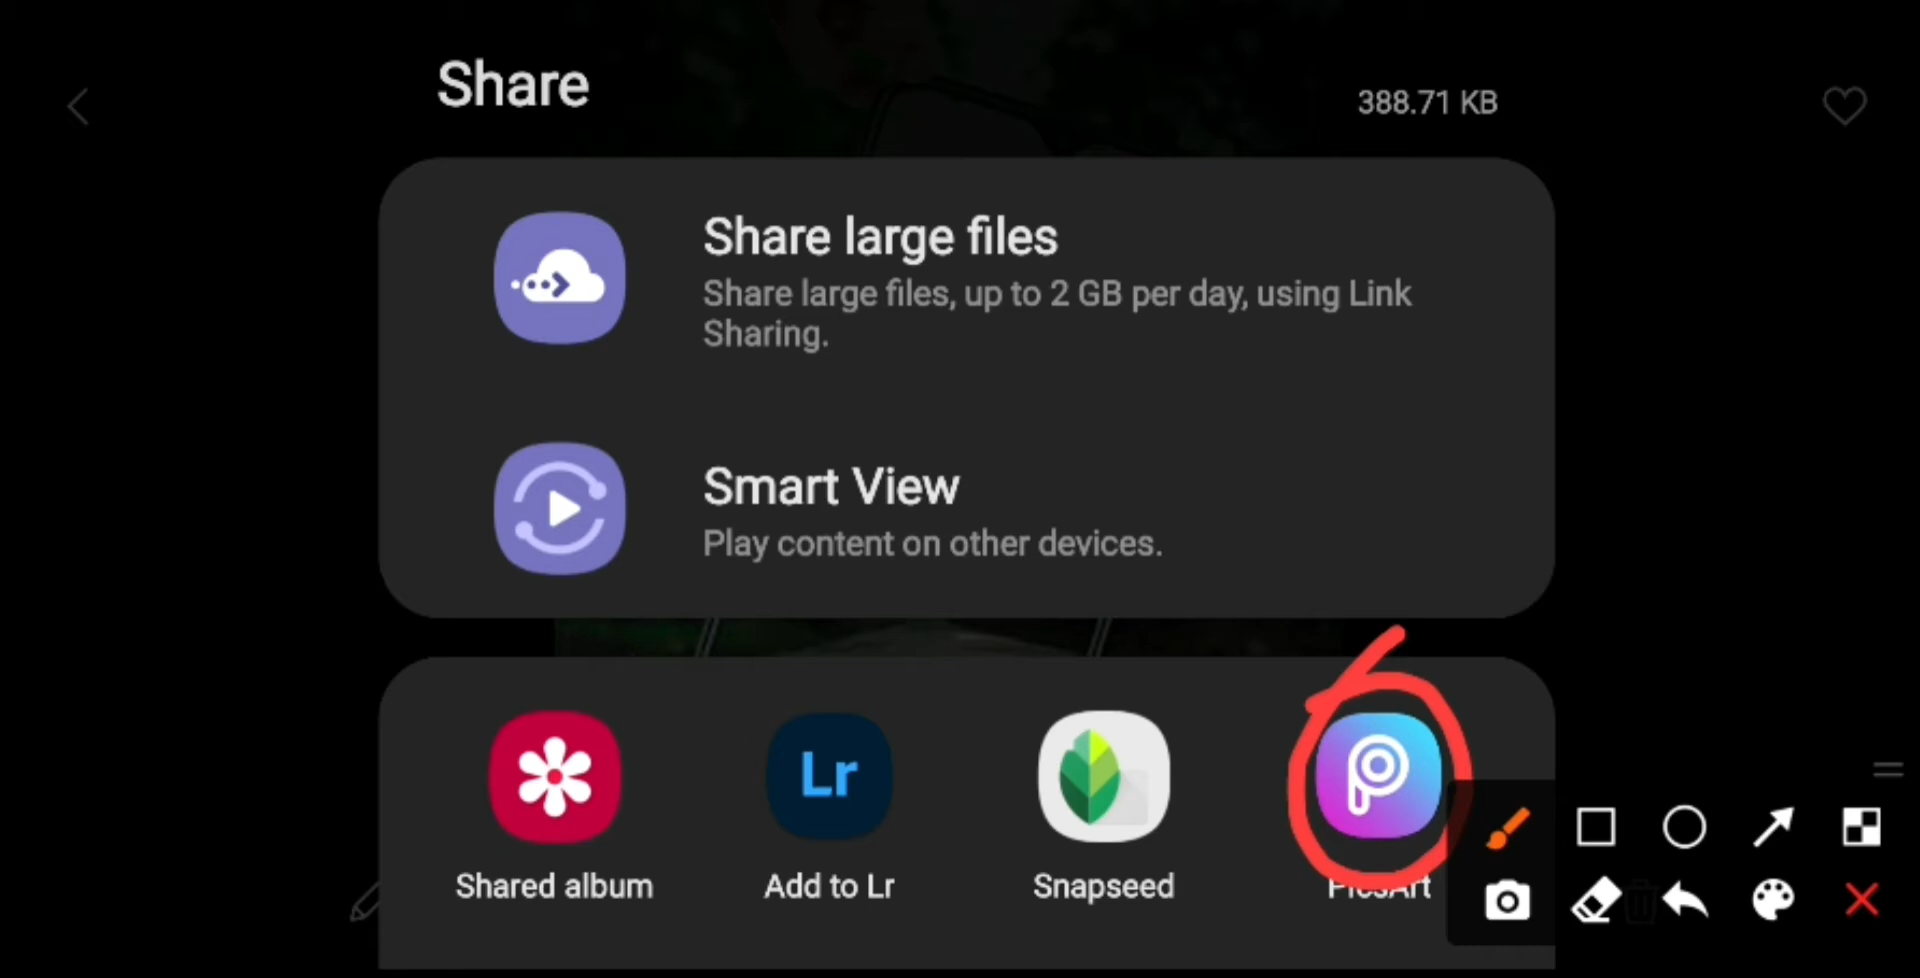 Share
388.71 KB
Share large files
Share large files, up to 2 GB per day, using Link
Sharing.
Smart View
Play content on other devices.
Lr
Shared album
Add to Lr
Snapseed
PicsArt